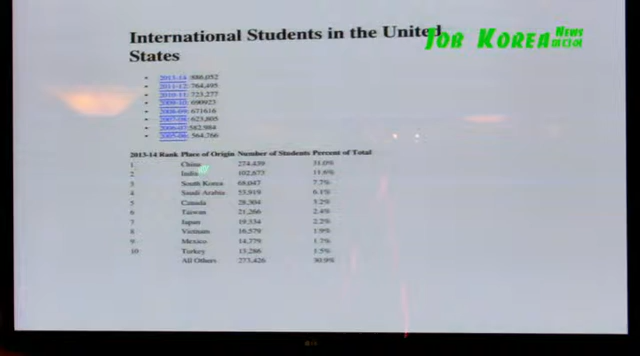 International Students in the United
States
JOB KOREA NEWS
• 2013-14: 886,052
• 2011-12: 764,495
• 2010-11: 723,277
• 2009-10: 690923
• 2008-09: 671616
• 2007-08: 623,805
• 2006-07: 582,984
• 2005-06: 564,766
2013-14 Rank Place of Origin Number of Students Percent of Total
1 China 274,439 31.0%
2 India 102,673 11.6%
3 South Korea 68,047 7.7%
4 Saudi Arabia 53,919 6.1%
5 Canada 28,304 3.2%
6 Taiwan 21,266 2.4%
7 Japan 19,334 2.2%
8 Vietnam 16,579 1.9%
9 Mexico 14,779 1.7%
10 Turkey 13,286 1.5%
All Others 273,426 30.9%
LG